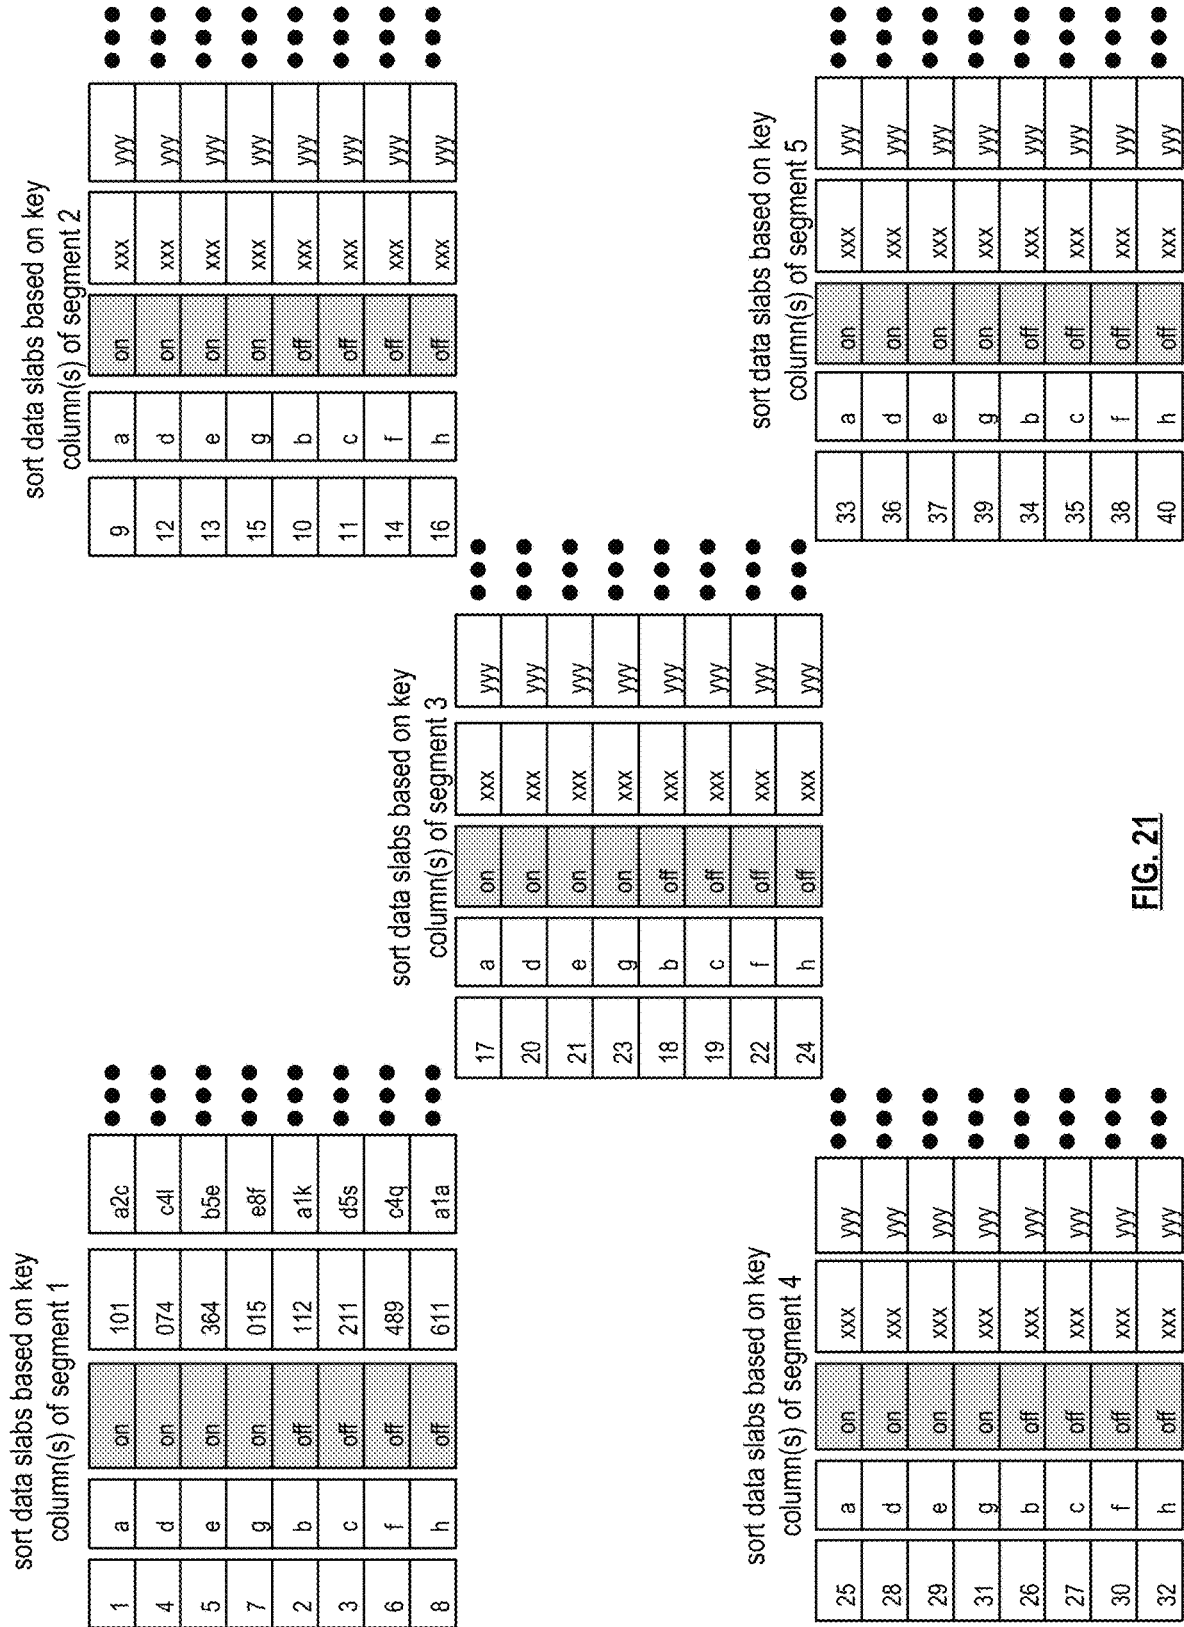 sort data slabs based on key
column(s) of segment 1
1 a on 101 a2c
4 d on 074 c4l
5 e on 364 b5e
7 g on 015 e8f
2 b off 112 a1k
3 c off 211 d5s
6 f off 489 c4q
8 h off 611 a1a
sort data slabs based on key
column(s) of segment 2
9 a on xxx yyy
12 d on xxx yyy
13 e on xxx yyy
15 g on xxx yyy
10 b off xxx yyy
11 c off xxx yyy
14 f off xxx yyy
16 h off xxx yyy
sort data slabs based on key
column(s) of segment 3
17 a on xxx yyy
20 d on xxx yyy
21 e on xxx yyy
23 g on xxx yyy
18 b off xxx yyy
19 c off xxx yyy
22 f off xxx yyy
24 h off xxx yyy
sort data slabs based on key
column(s) of segment 4
25 a on xxx yyy
28 d on xxx yyy
29 e on xxx yyy
31 g on xxx yyy
26 b off xxx yyy
27 c off xxx yyy
30 f off xxx yyy
32 h off xxx yyy
sort data slabs based on key
column(s) of segment 5
33 a on xxx yyy
36 d on xxx yyy
37 e on xxx yyy
39 g on xxx yyy
34 b off xxx yyy
35 c off xxx yyy
38 f off xxx yyy
40 h off xxx yyy
FIG. 21